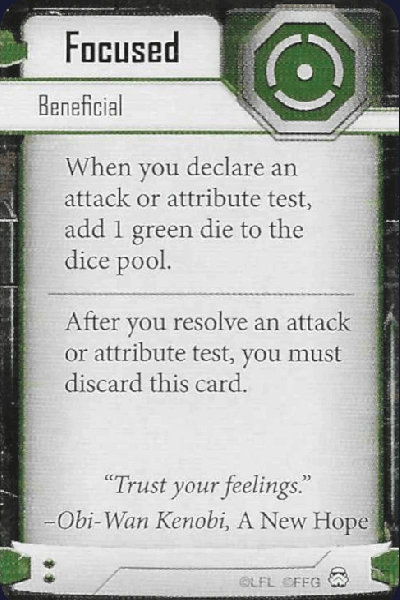 Focused
Beneficial
When you declare an
attack or attribute test,
add 1 green die to the
dice pool.
After you resolve an attack
or attribute test, you must
discard this card.
“Trust your feelings.”
–Obi-Wan Kenobi, A New Hope
©LFL ©FFG